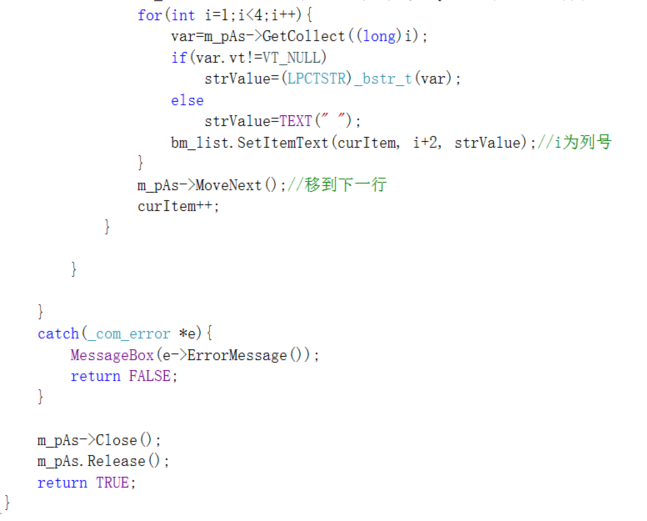 for(int i=1;i<4;i++){
var=m_pAs->GetCollect((long)i);
if(var.vt!=VT_NULL)
strValue=(LPCTSTR)_bstr_t(var);
else
strValue=TEXT(" ");
bm_list.SetItemText(curItem, i+2, strValue);//i为列号
}
m_pAs->MoveNext();//移到下一行
curItem++;
}
}
}
catch(_com_error *e){
MessageBox(e->ErrorMessage());
return FALSE;
}
m_pAs->Close();
m_pAs.Release();
return TRUE;
}